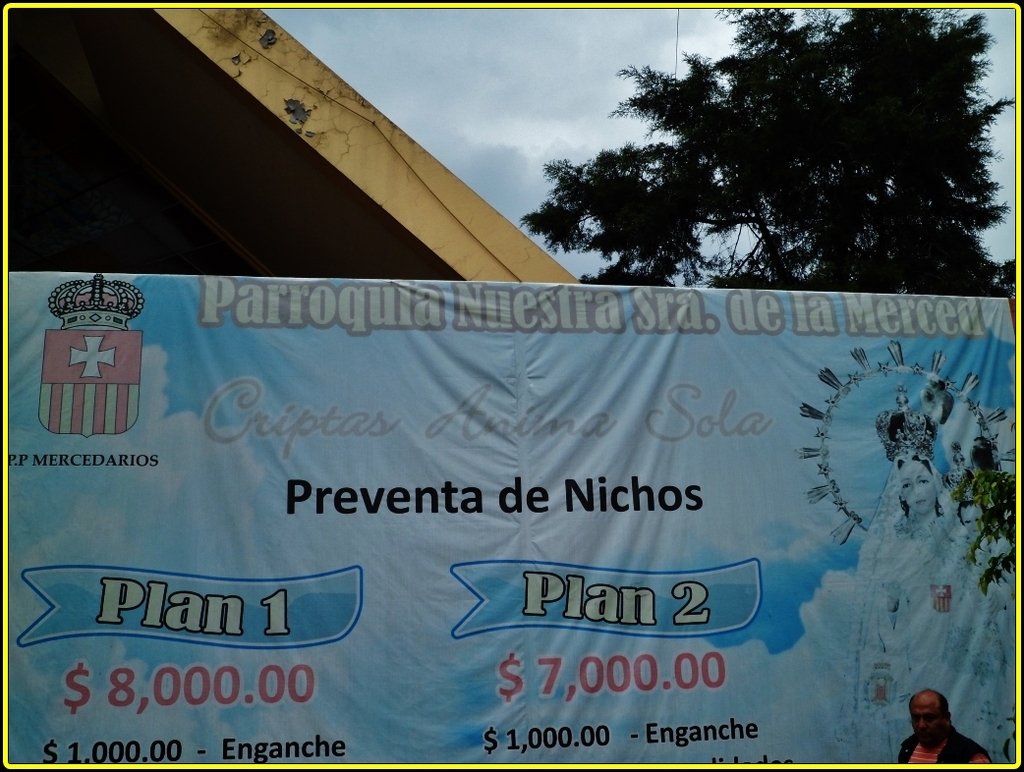 Parroquia Nuestra Sra. de la Merced
Criptas Anima Sola
P.P MERCEDARIOS
Preventa de Nichos
Plan 1
$ 8,000.00
$ 1,000.00 - Enganche
Plan 2
$ 7,000.00
$ 1,000.00 - Enganche